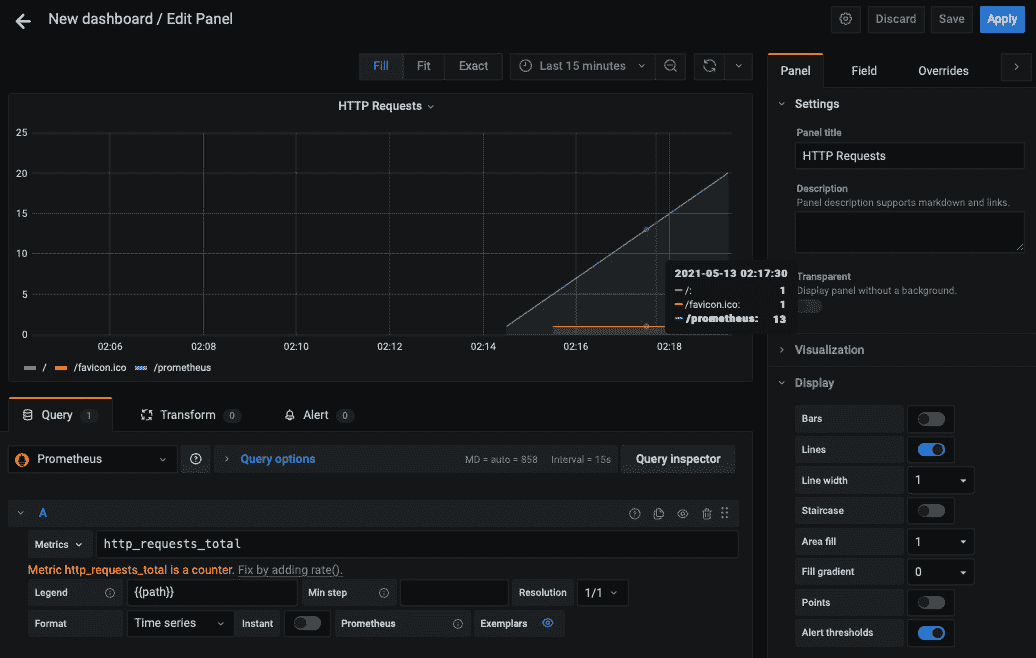 New dashboard / Edit Panel
Discard
Save
Apply
Fill
Fit
Exact
Last 15 minutes
HTTP Requests
25
20
15
10
5
0
02:06
02:08
02:10
02:12
02:14
02:16
02:18
/
/favicon.ico
/prometheus
2021-05-13 02:17:30
/: 1
/favicon.ico: 1
/prometheus: 13
Query 1
Transform 0
Alert 0
Prometheus
Query options
MD = auto = 858
Interval = 15s
Query inspector
A
Metrics
http_requests_total
Metric http_requests_total is a counter. Fix by adding rate().
Legend
{{path}}
Min step
Resolution
1/1
Format
Time series
Instant
Prometheus
Exemplars
Panel
Field
Overrides
Settings
Panel title
HTTP Requests
Description
Panel description supports markdown and links.
Transparent
Display panel without a background.
Visualization
Display
Bars
Lines
Line width
1
Staircase
Area fill
1
Fill gradient
0
Points
Alert thresholds